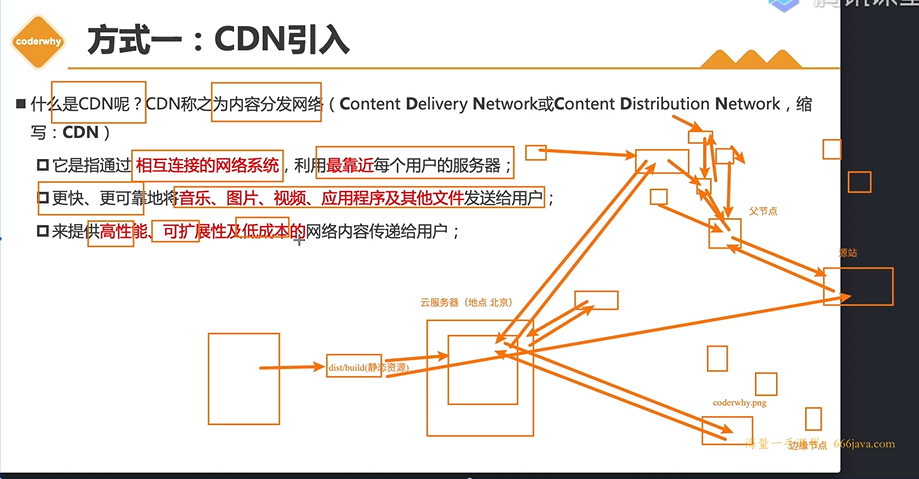 腾讯课堂
coderwhy
方式一：CDN引入
什么是CDN呢？CDN称之为内容分发网络（Content Delivery Network或Content Distribution Network，缩
写：CDN）
它是指通过 相互连接的网络系统，利用最靠近每个用户的服务器；
更快、更可靠地将音乐、图片、视频、应用程序及其他文件发送给用户；
来提供高性能、可扩展性及低成本的网络内容传递给用户；
父节点
源站
云服务器（地点 北京）
dist/build(静态资源)
coderwhy.png
边缘节点
666java.com